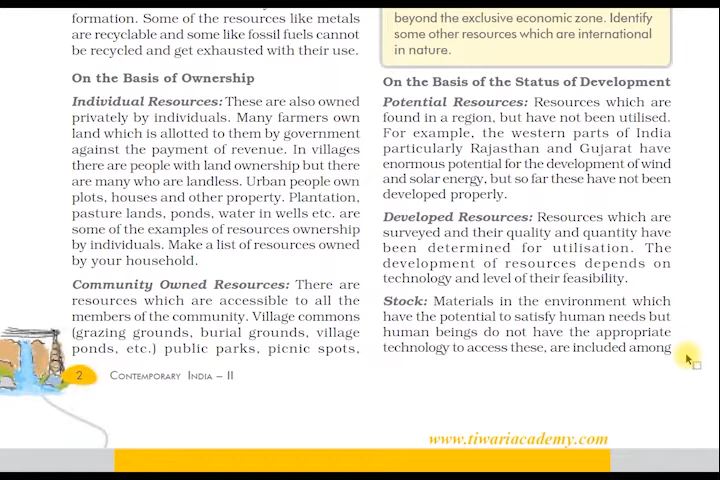 formation. Some of the resources like metals
are recyclable and some like fossil fuels cannot
be recycled and get exhausted with their use.
On the Basis of Ownership
Individual Resources: These are also owned
privately by individuals. Many farmers own
land which is allotted to them by government
against the payment of revenue. In villages
there are people with land ownership but there
are many who are landless. Urban people own
plots, houses and other property. Plantation,
pasture lands, ponds, water in wells etc. are
some of the examples of resources ownership
by individuals. Make a list of resources owned
by your household.
Community Owned Resources: There are
resources which are accessible to all the
members of the community. Village commons
(grazing grounds, burial grounds, village
ponds, etc.) public parks, picnic spots,
2 CONTEMPORARY INDIA – II
beyond the exclusive economic zone. Identify
some other resources which are international
in nature.
On the Basis of the Status of Development
Potential Resources: Resources which are
found in a region, but have not been utilised.
For example, the western parts of India
particularly Rajasthan and Gujarat have
enormous potential for the development of wind
and solar energy, but so far these have not been
developed properly.
Developed Resources: Resources which are
surveyed and their quality and quantity have
been determined for utilisation. The
development of resources depends on
technology and level of their feasibility.
Stock: Materials in the environment which
have the potential to satisfy human needs but
human beings do not have the appropriate
technology to access these, are included among
www.tiwariacademy.com